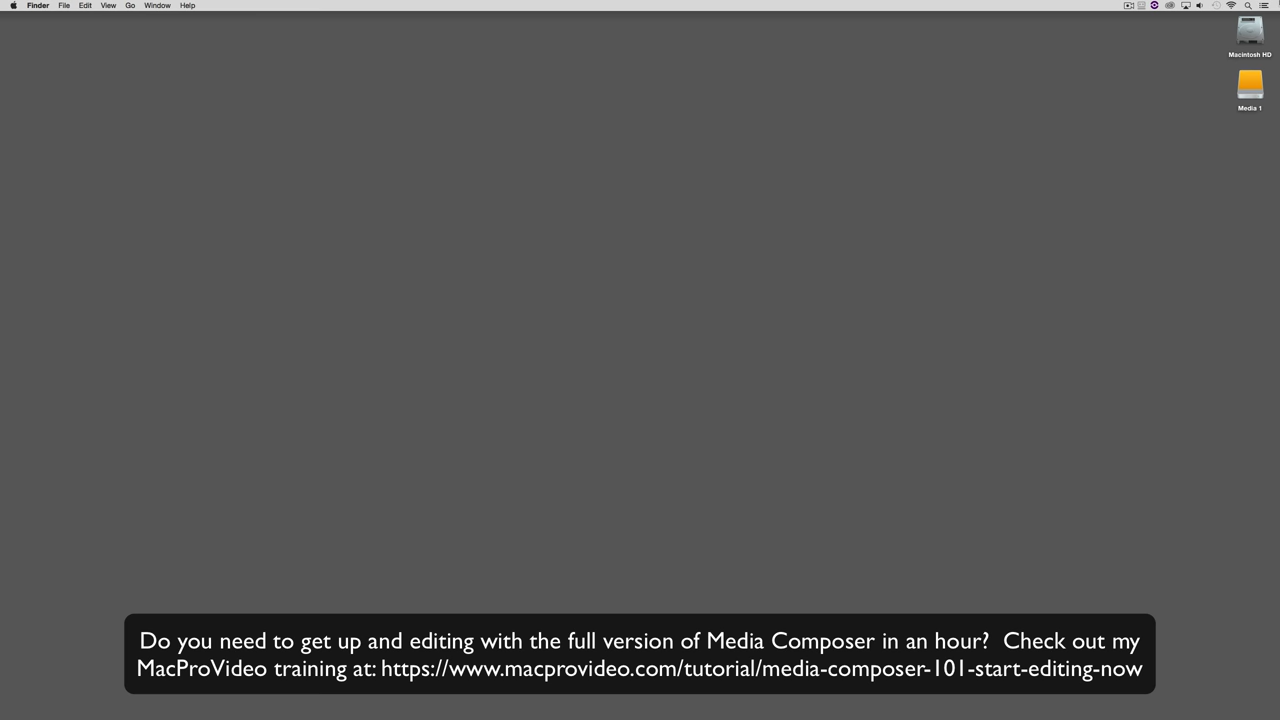 Finder File Edit View Go Window Help
Macintosh HD
Media 1
Do you need to get up and editing with the full version of Media Composer in an hour?  Check out my
MacProVideo training at: https://www.macprovideo.com/tutorial/media-composer-101-start-editing-now